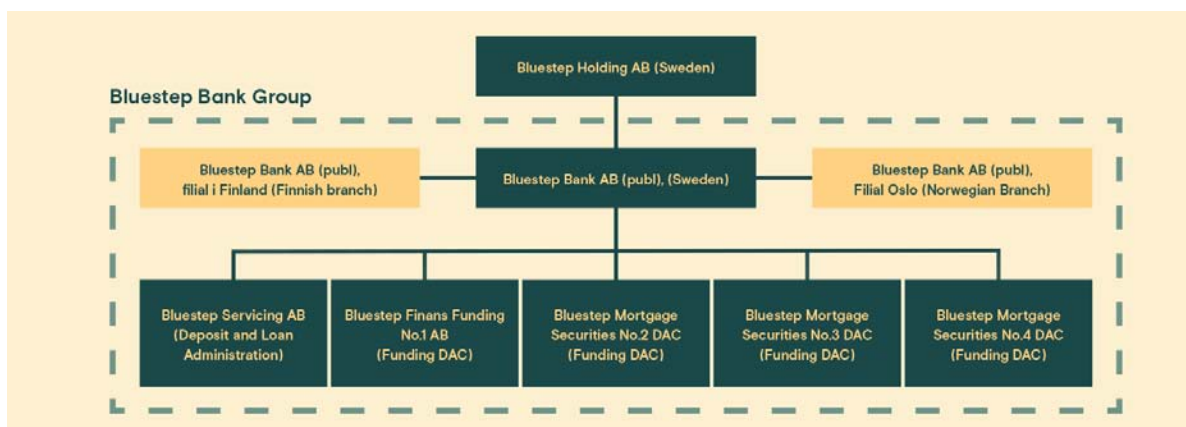 Bluestep Holding AB (Sweden)
Bluestep Bank Group
Bluestep Bank AB (publ),
filial i Finland (Finnish branch)
Bluestep Bank AB (publ), (Sweden)
Bluestep Bank AB (publ),
Filial Oslo (Norwegian Branch)
Bluestep Servicing AB
(Deposit and Loan
Administration)
Bluestep Finans Funding
No.1 AB
(Funding DAC)
Bluestep Mortgage
Securities No.2 DAC
(Funding DAC)
Bluestep Mortgage
Securities No.3 DAC
(Funding DAC)
Bluestep Mortgage
Securities No.4 DAC
(Funding DAC)